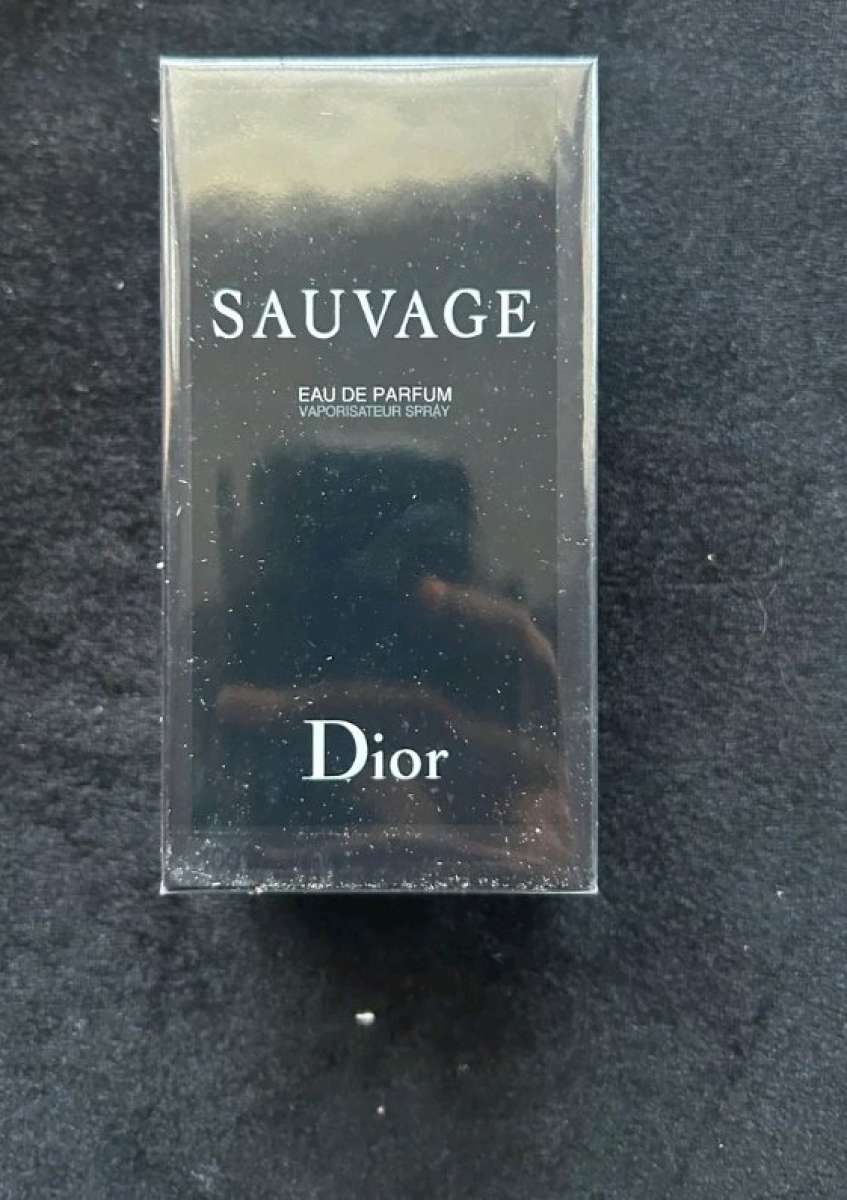 SAUVAGE
EAU DE PARFUM
VAPORISATEUR SPRAY
Dior